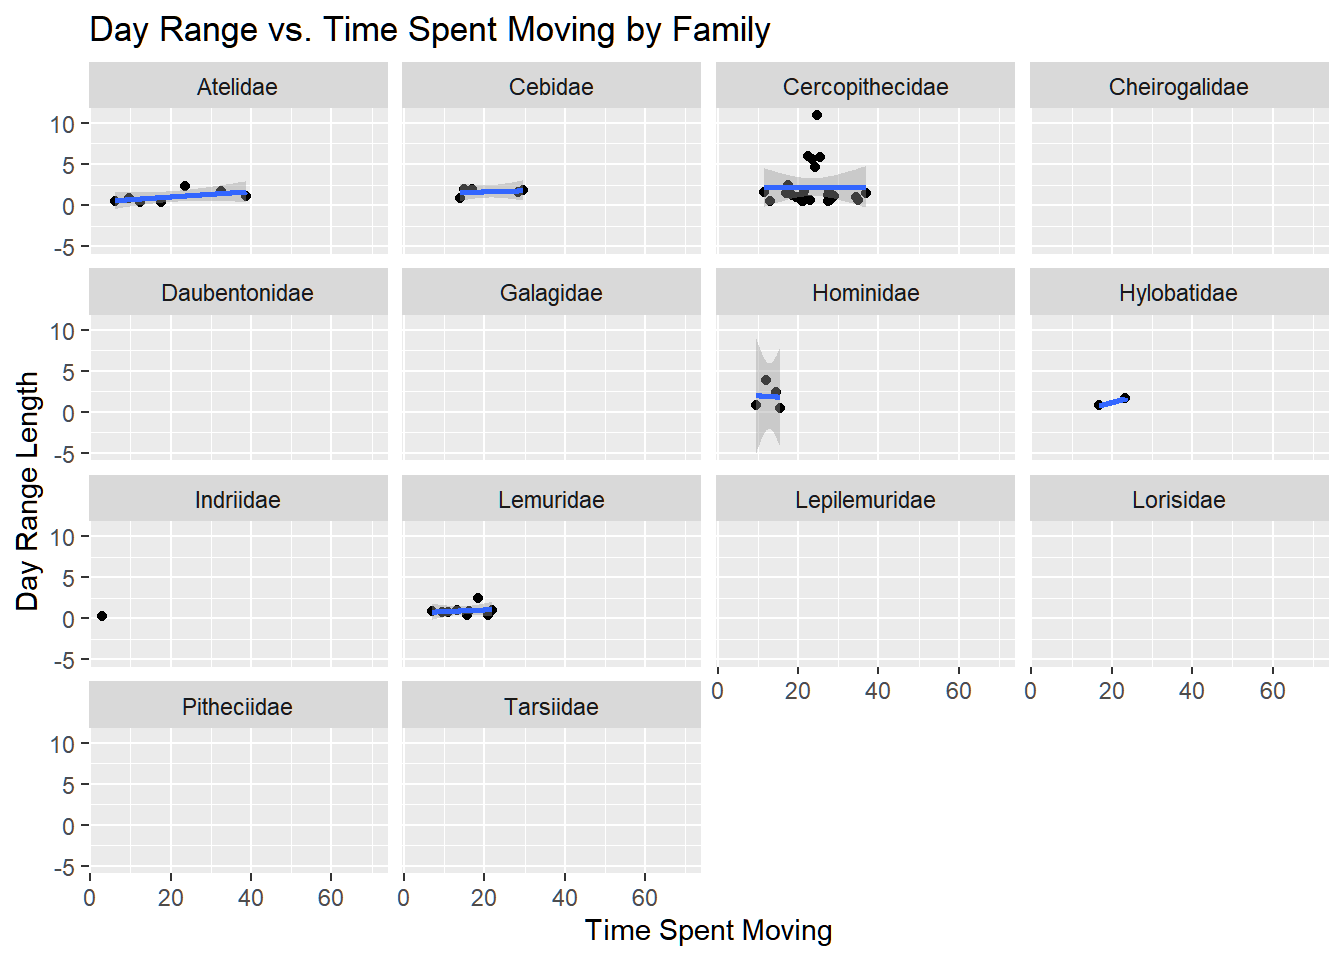 Day Range vs. Time Spent Moving by Family
Atelidae Cebidae Cercopithecidae Cheirogalidae
10
5
0
-5
Daubentonidae Galagidae Hominidae Hylobatidae
10
5
0
-5
Day Range Length
Indriidae Lemuridae Lepilemuridae Lorisidae
10
5
0
-5
0 20 40 60 0 20 40 60
Pitheciidae Tarsiidae
10
5
0
-5
0 20 40 60 0 20 40 60
Time Spent Moving